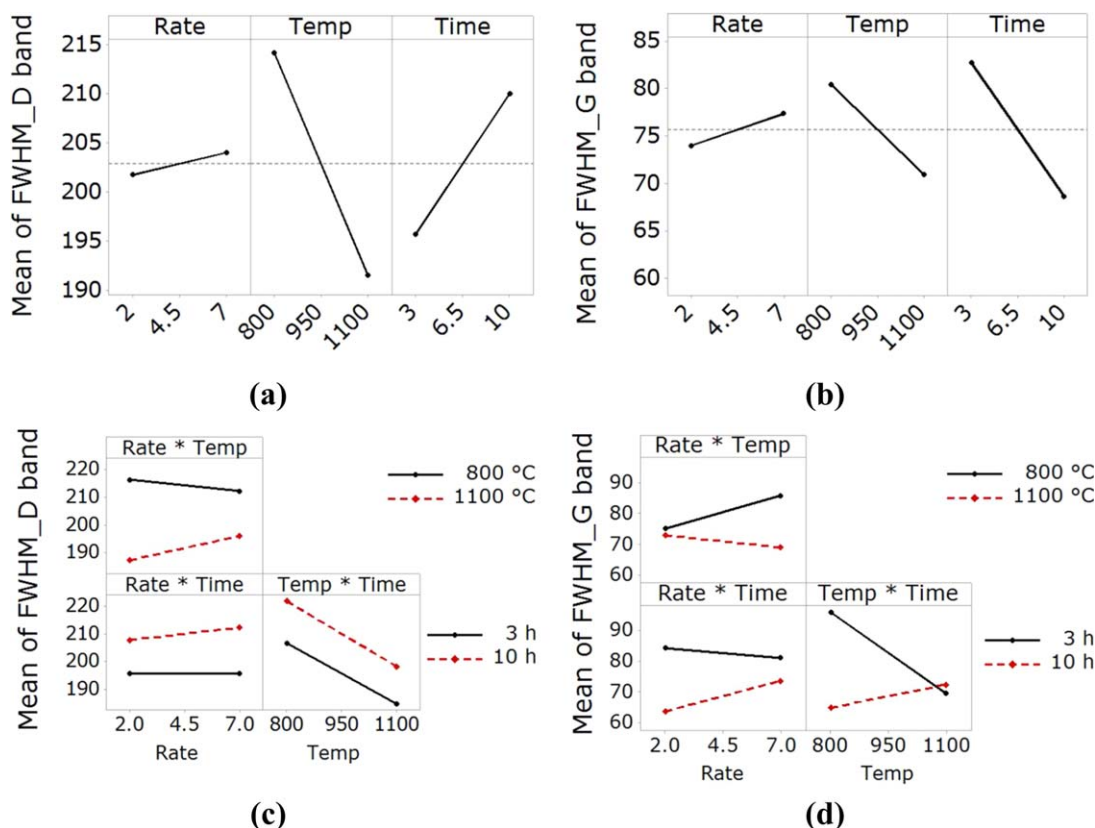 Mean of FWHM_D band
Rate Temp Time
215
210
205
200
195
190
2 4.5 7 800 950 1100 3 6.5 10
(a)
Mean of FWHM_G band
Rate Temp Time
85
80
75
70
65
60
2 4.5 7 800 950 1100 3 6.5 10
(b)
Mean of FWHM_D band
Rate * Temp
220
210
200
190
800 °C
1100 °C
Rate * Time Temp * Time
220
210
200
190
3 h
10 h
2.0 4.5 7.0 800 950 1100
Rate Temp
(c)
Mean of FWHM_G band
Rate * Temp
90
80
70
60
800 °C
1100 °C
Rate * Time Temp * Time
90
80
70
60
3 h
10 h
2.0 4.5 7.0 800 950 1100
Rate Temp
(d)